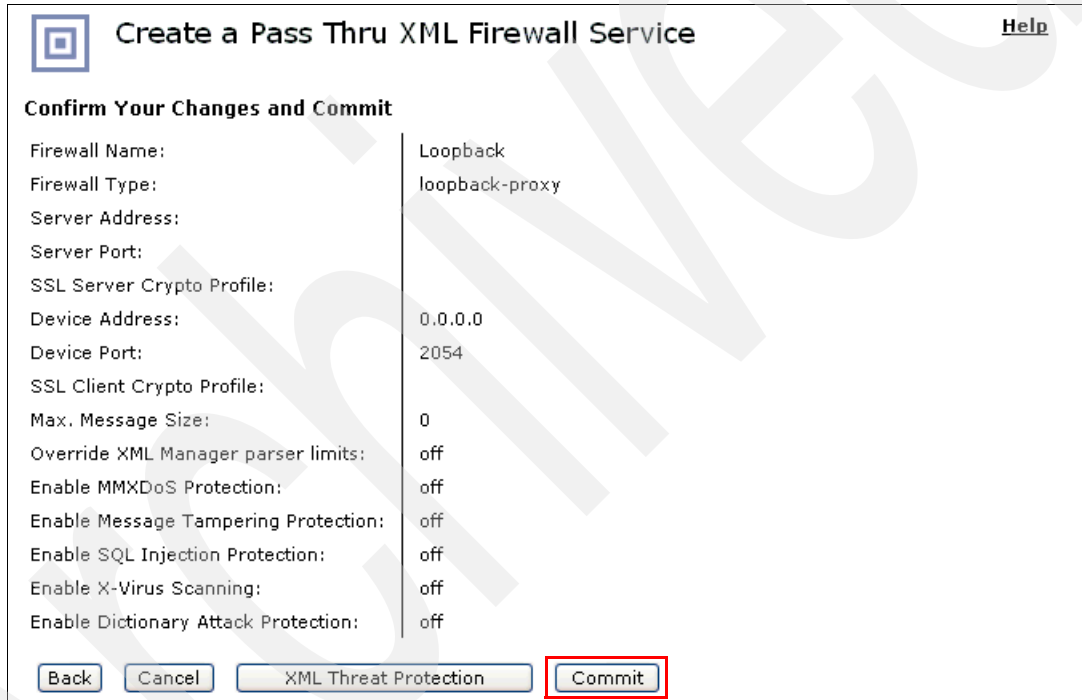 Create a Pass Thru XML Firewall Service
Help
Confirm Your Changes and Commit
Firewall Name: Loopback
Firewall Type: loopback-proxy
Server Address:
Server Port:
SSL Server Crypto Profile:
Device Address: 0.0.0.0
Device Port: 2054
SSL Client Crypto Profile:
Max. Message Size: 0
Override XML Manager parser limits: off
Enable MMXDoS Protection: off
Enable Message Tampering Protection: off
Enable SQL Injection Protection: off
Enable X-Virus Scanning: off
Enable Dictionary Attack Protection: off
Back Cancel XML Threat Protection Commit